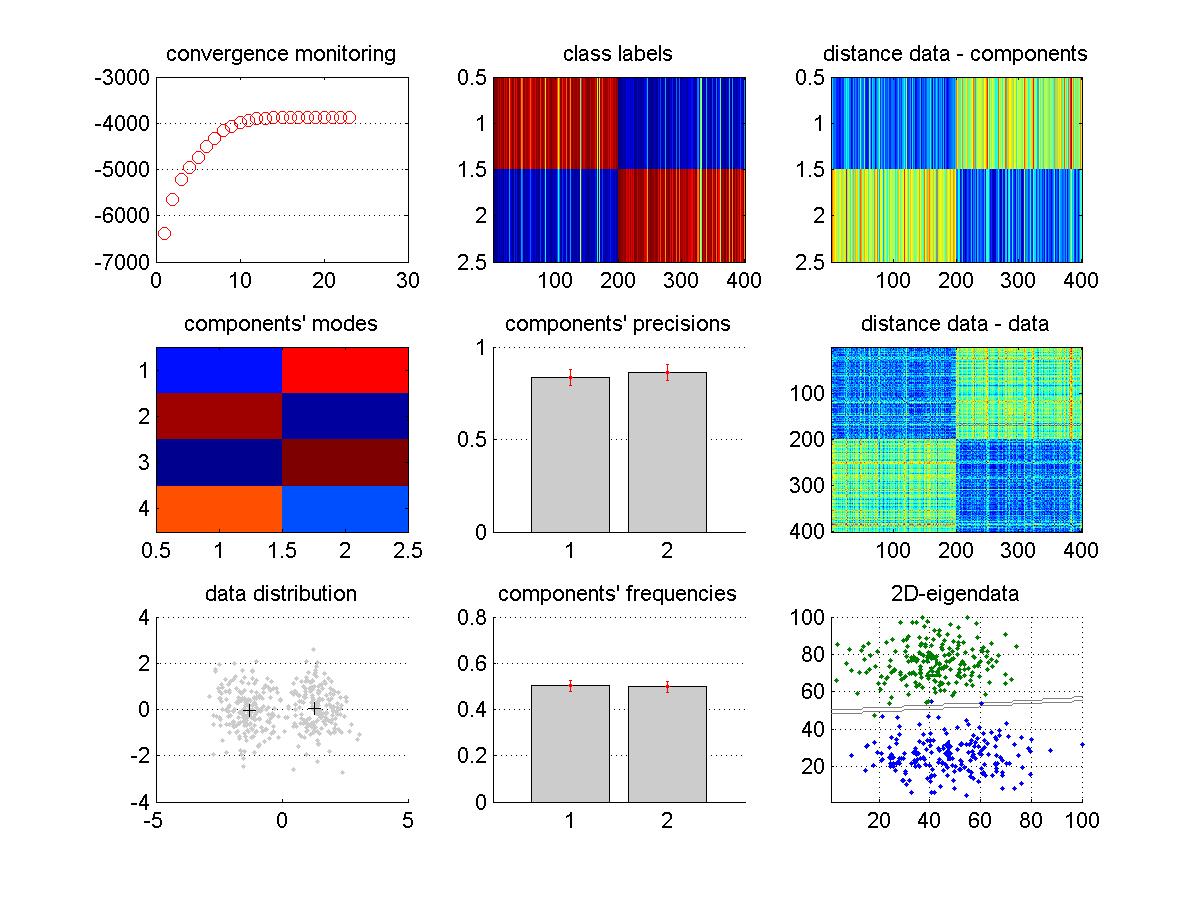 convergence monitoring
-3000
-4000
-5000
-6000
-7000
0 10 20 30
class labels
0.5
1
1.5
2
2.5
100 200 300 400
distance data - components
0.5
1
1.5
2
2.5
100 200 300 400
components' modes
1
2
3
4
0.5 1 1.5 2 2.5
components' precisions
1
0.5
0
1 2
distance data - data
100
200
300
400
100 200 300 400
data distribution
4
2
0
-2
-4
-5 0 5
components' frequencies
0.8
0.6
0.4
0.2
0
1 2
2D-eigendata
100
80
60
40
20
20 40 60 80 100